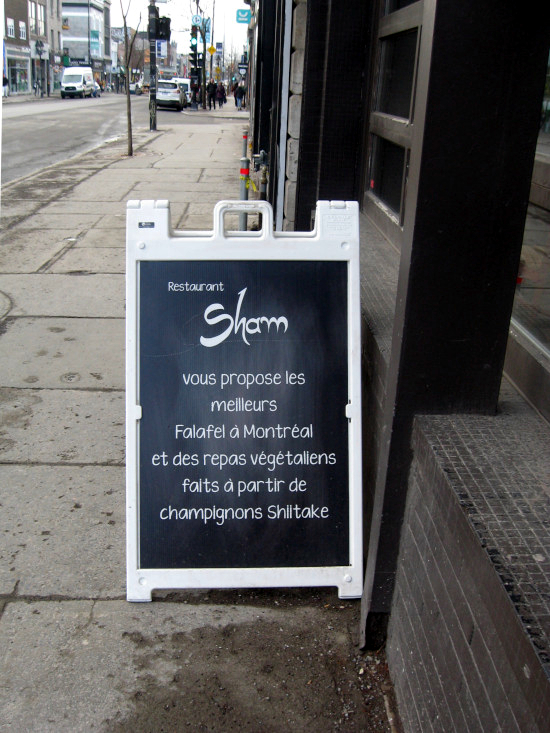 Restaurant
Sham
vous propose les
meilleurs
Falafel à Montréal
et des repas végétaliens
faits à partir de
champignons Shiitake